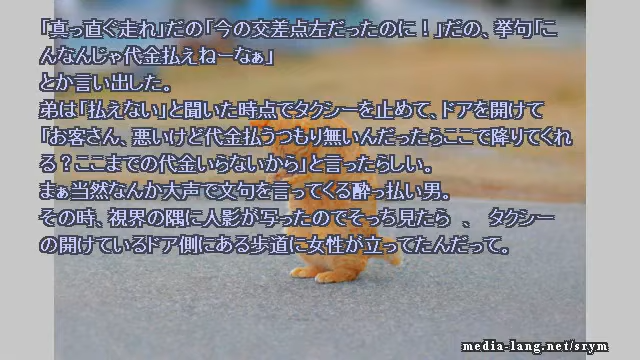 「真っ直ぐ走れ」だの「今の交差点左だったのに！」だの、挙句「こ
んなんじゃ代金払えねーなぁ」
とか言い出した。
弟は「払えない」と聞いた時点でタクシーを止めて、ドアを開けて
「お客さん、悪いけど代金払うつもり無いんだったらここで降りてくれ
る？ここまでの代金いらないから」と言ったらしい。
まぁ当然なんか大声で文句を言ってくる酔っ払い男。
その時、視界の隅に人影が写ったのでそっち見たら　、　タクシー
の開けているドア側にある歩道に女性が立ってたんだって。
media-lang.net/srym